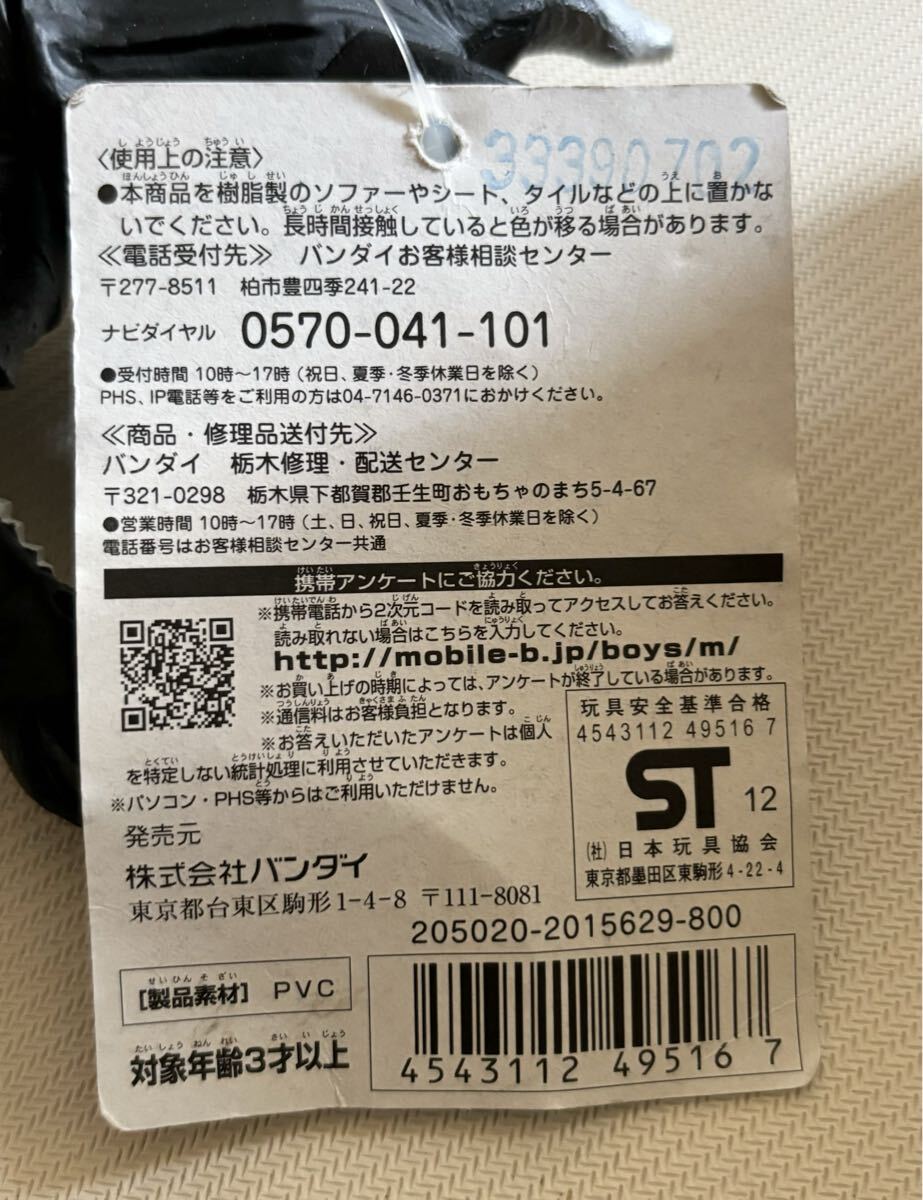 33390702
〈使用上の注意〉
●本商品を樹脂製のソファーやシート、タイルなどの上に置かな
いでください。長時間接触していると色が移る場合があります。
≪電話受付先≫ バンダイお客様相談センター
〒277-8511 柏市豊四季241-22
ナビダイヤル 0570-041-101
●受付時間 10時～17時（祝日、夏季・冬季休業日を除く）
PHS、IP電話等をご利用の方は04-7146-0371におかけください。
≪商品・修理品送付先≫
バンダイ 栃木修理・配送センター
〒321-0298 栃木県下都賀郡壬生町おもちゃのまち5-4-67
●営業時間 10時～17時（土、日、祝日、夏季・冬季休業日を除く）
電話番号はお客様相談センター共通
携帯アンケートにご協力ください。
※携帯電話から2次元コードを読み取ってアクセスしてお答えください。
読み取れない場合はこちらを入力してください。
http://mobile-b.jp/boys/m/
※お買い上げの時期によっては、アンケートが終了している場合があります。
※通信料はお客様負担となります。
※お答えいただいたアンケートは個人
を特定しない統計処理に利用させていただきます。
※パソコン・PHS等からはご利用いただけません。
玩具安全基準合格
4543112 49516 7
ST 12
(社) 日本玩具協会
東京都墨田区東駒形4-22-4
発売元
株式会社バンダイ
東京都台東区駒形1-4-8 〒111-8081
205020-2015629-800
[製品素材] PVC
対象年齢3才以上
4543112 495167